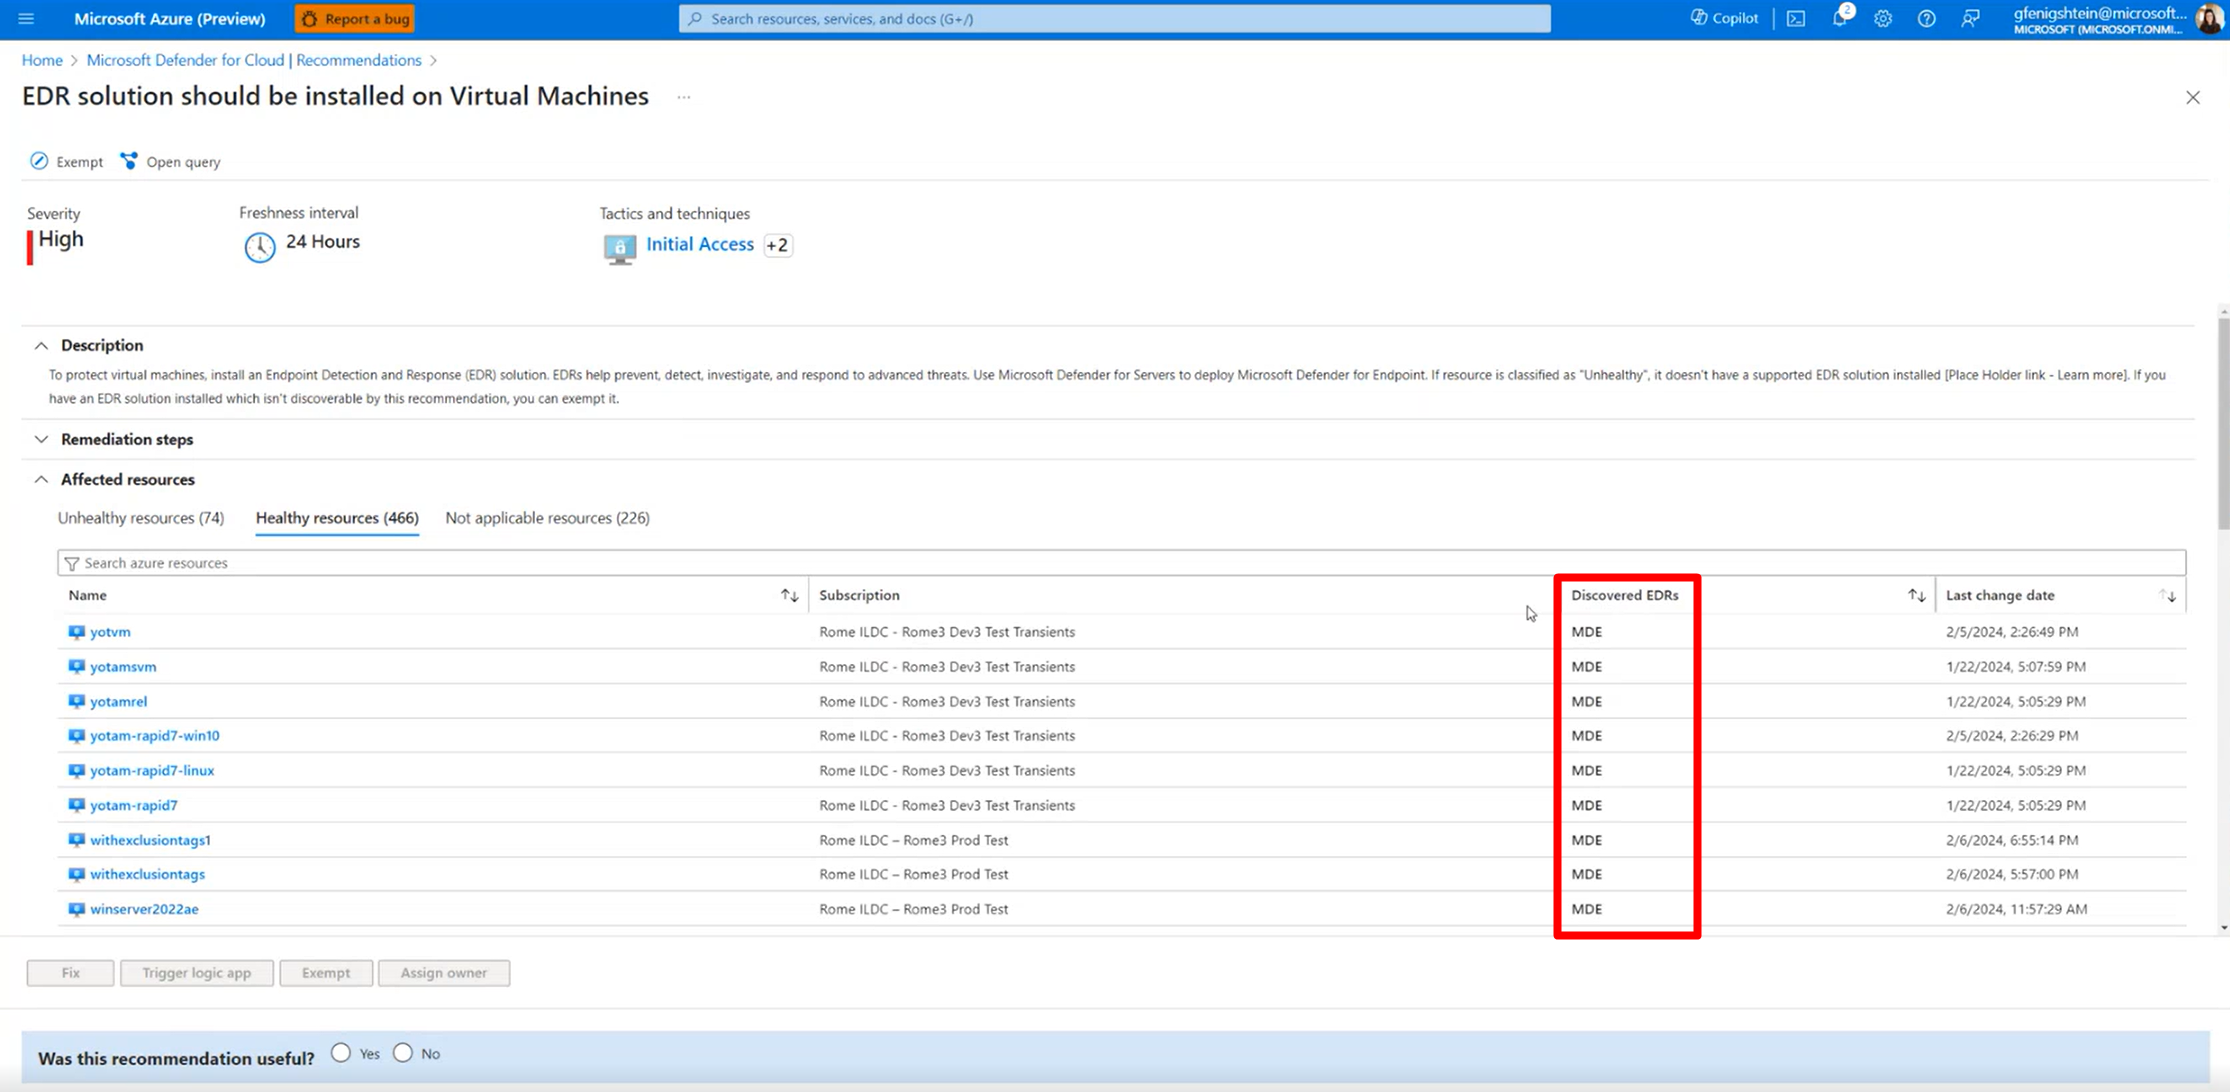 Microsoft Azure (Preview)
Report a bug
Search resources, services, and docs (G+/)
Copilot
2
gfenigshtein@microsoft...
MICROSOFT (MICROSOFT.ONMI...
Home > Microsoft Defender for Cloud | Recommendations >
EDR solution should be installed on Virtual Machines ...
Exempt Open query
Severity
High
Freshness interval
24 Hours
Tactics and techniques
Initial Access +2
Description
To protect virtual machines, install an Endpoint Detection and Response (EDR) solution. EDRs help prevent, detect, investigate, and respond to advanced threats. Use Microsoft Defender for Servers to deploy Microsoft Defender for Endpoint. If resource is classified as "Unhealthy", it doesn't have a supported EDR solution installed [Place Holder link - Learn more]. If you
have an EDR solution installed which isn't discoverable by this recommendation, you can exempt it.
Remediation steps
Affected resources
Unhealthy resources (74) Healthy resources (466) Not applicable resources (226)
Search azure resources
Name Subscription Discovered EDRs Last change date
yotvm Rome ILDC - Rome3 Dev3 Test Transients MDE 2/5/2024, 2:26:49 PM
yotamsvm Rome ILDC - Rome3 Dev3 Test Transients MDE 1/22/2024, 5:07:59 PM
yotamrel Rome ILDC - Rome3 Dev3 Test Transients MDE 1/22/2024, 5:05:29 PM
yotam-rapid7-win10 Rome ILDC - Rome3 Dev3 Test Transients MDE 2/5/2024, 2:26:29 PM
yotam-rapid7-linux Rome ILDC - Rome3 Dev3 Test Transients MDE 1/22/2024, 5:05:29 PM
yotam-rapid7 Rome ILDC - Rome3 Dev3 Test Transients MDE 1/22/2024, 5:05:29 PM
withexclusiontags1 Rome ILDC – Rome3 Prod Test MDE 2/6/2024, 6:55:14 PM
withexclusiontags Rome ILDC – Rome3 Prod Test MDE 2/6/2024, 5:57:00 PM
winserver2022ae Rome ILDC – Rome3 Prod Test MDE 2/6/2024, 11:57:29 AM
Fix Trigger logic app Exempt Assign owner
Was this recommendation useful? Yes No